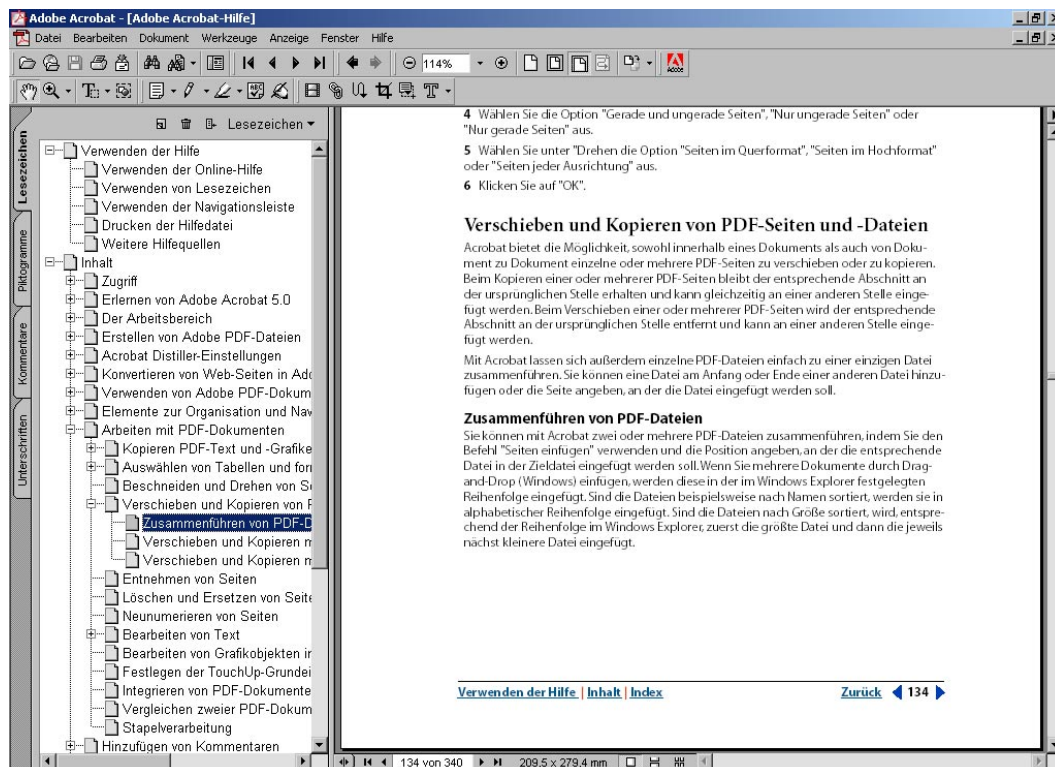 Adobe Acrobat - [Adobe Acrobat-Hilfe]
Datei Bearbeiten Dokument Werkzeuge Anzeige Fenster Hilfe
114%
Adobe
Lesezeichen
Lesezeichen
Piktogramme
Kommentare
Unterschriften
Verwenden der Hilfe
Verwenden der Online-Hilfe
Verwenden von Lesezeichen
Verwenden der Navigationsleiste
Drucken der Hilfedatei
Weitere Hilfequellen
Inhalt
Zugriff
Erlernen von Adobe Acrobat 5.0
Der Arbeitsbereich
Erstellen von Adobe PDF-Dateien
Acrobat Distiller-Einstellungen
Konvertieren von Web-Seiten in Ado
Verwenden von Adobe PDF-Dokum
Elemente zur Organisation und Nav
Arbeiten mit PDF-Dokumenten
Kopieren PDF-Text und -Grafike
Auswählen von Tabellen und for
Beschneiden und Drehen von S
Verschieben und Kopieren von P
Zusammenführen von PDF-D
Verschieben und Kopieren m
Verschieben und Kopieren m
Entnehmen von Seiten
Löschen und Ersetzen von Seite
Neunumerieren von Seiten
Bearbeiten von Text
Bearbeiten von Grafikobjekten ir
Festlegen der TouchUp-Grundei
Integrieren von PDF-Dokumente
Vergleichen zweier PDF-Dokum
Stapelverarbeitung
Hinzufügen von Kommentaren
4 Wählen Sie die Option "Gerade und ungerade Seiten", "Nur ungerade Seiten" oder
"Nur gerade Seiten" aus.
5 Wählen Sie unter "Drehen die Option "Seiten im Querformat", "Seiten im Hochformat"
oder "Seiten jeder Ausrichtung" aus.
6 Klicken Sie auf "OK".
Verschieben und Kopieren von PDF-Seiten und -Dateien
Acrobat bietet die Möglichkeit, sowohl innerhalb eines Dokuments als auch von Doku-
ment zu Dokument einzelne oder mehrere PDF-Seiten zu verschieben oder zu kopieren.
Beim Kopieren einer oder mehrerer PDF-Seiten bleibt der entsprechende Abschnitt an
der ursprünglichen Stelle erhalten und kann gleichzeitig an einer anderen Stelle einge-
fügt werden. Beim Verschieben einer oder mehrerer PDF-Seiten wird der entsprechende
Abschnitt an der ursprünglichen Stelle entfernt und kann an einer anderen Stelle einge-
fügt werden.
Mit Acrobat lassen sich außerdem einzelne PDF-Dateien einfach zu einer einzigen Datei
zusammenführen. Sie können eine Datei am Anfang oder Ende einer anderen Datei hinzu-
fügen oder die Seite angeben, an der die Datei eingefügt werden soll.
Zusammenführen von PDF-Dateien
Sie können mit Acrobat zwei oder mehrere PDF-Dateien zusammenführen, indem Sie den
Befehl "Seiten einfügen" verwenden und die Position angeben, an der die entsprechende
Datei in der Zieldatei eingefügt werden soll. Wenn Sie mehrere Dokumente durch Drag-
and-Drop (Windows) einfügen, werden diese in der im Windows Explorer festgelegten
Reihenfolge eingefügt. Sind die Dateien beispielsweise nach Namen sortiert, werden sie in
alphabetischer Reihenfolge eingefügt. Sind die Dateien nach Größe sortiert, wird, entspre-
chend der Reihenfolge im Windows Explorer, zuerst die größte Datei und dann die jeweils
nächst kleinere Datei eingefügt.
Verwenden der Hilfe | Inhalt | Index Zurück 134
134 von 340 209,5 x 279,4 mm